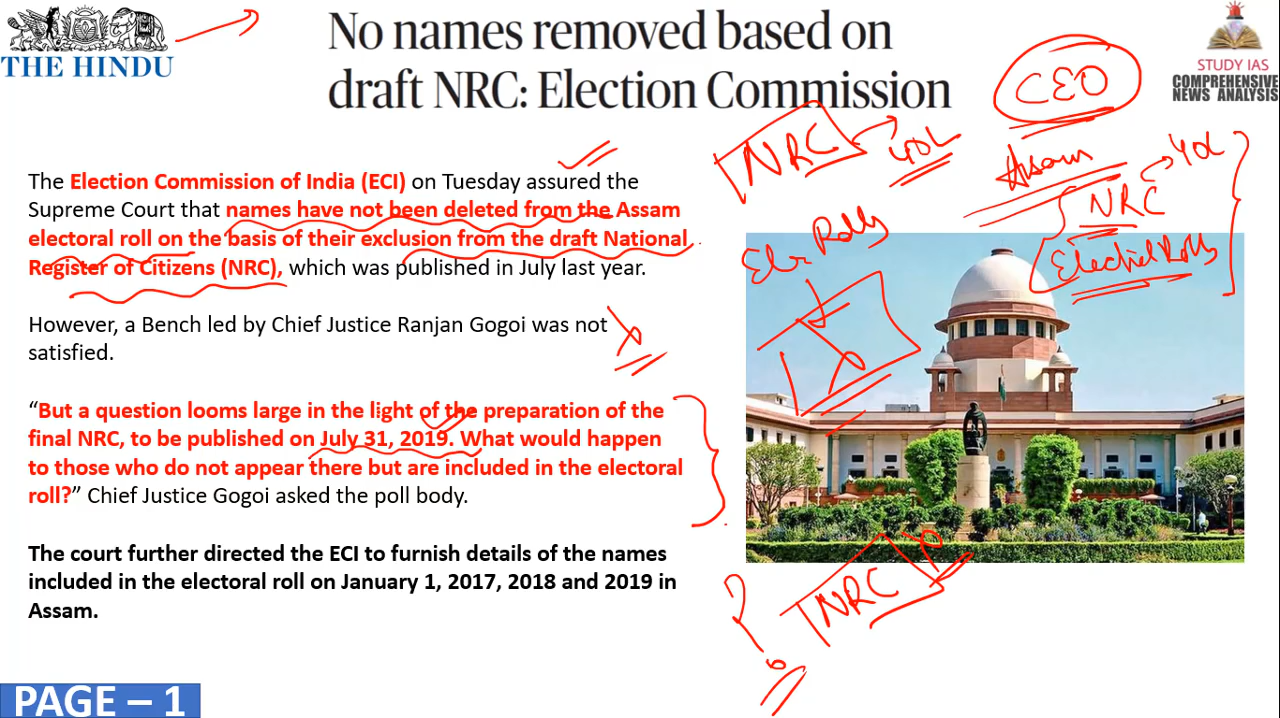 THE HINDU
No names removed based on
draft NRC: Election Commission
STUDY IAS
COMPREHENSIVE
NEWS ANALYSIS
CEO
NRC
40L
Assam
NRC
40L
Electoral Rolls
The Election Commission of India (ECI) on Tuesday assured the
Supreme Court that names have not been deleted from the Assam
electoral roll on the basis of their exclusion from the draft National
Register of Citizens (NRC), which was published in July last year.
However, a Bench led by Chief Justice Ranjan Gogoi was not
satisfied.
“But a question looms large in the light of the preparation of the
final NRC, to be published on July 31, 2019. What would happen
to those who do not appear there but are included in the electoral
roll?” Chief Justice Gogoi asked the poll body.
The court further directed the ECI to furnish details of the names
included in the electoral roll on January 1, 2017, 2018 and 2019 in
Assam.
Rolls
? NRC
PAGE – 1